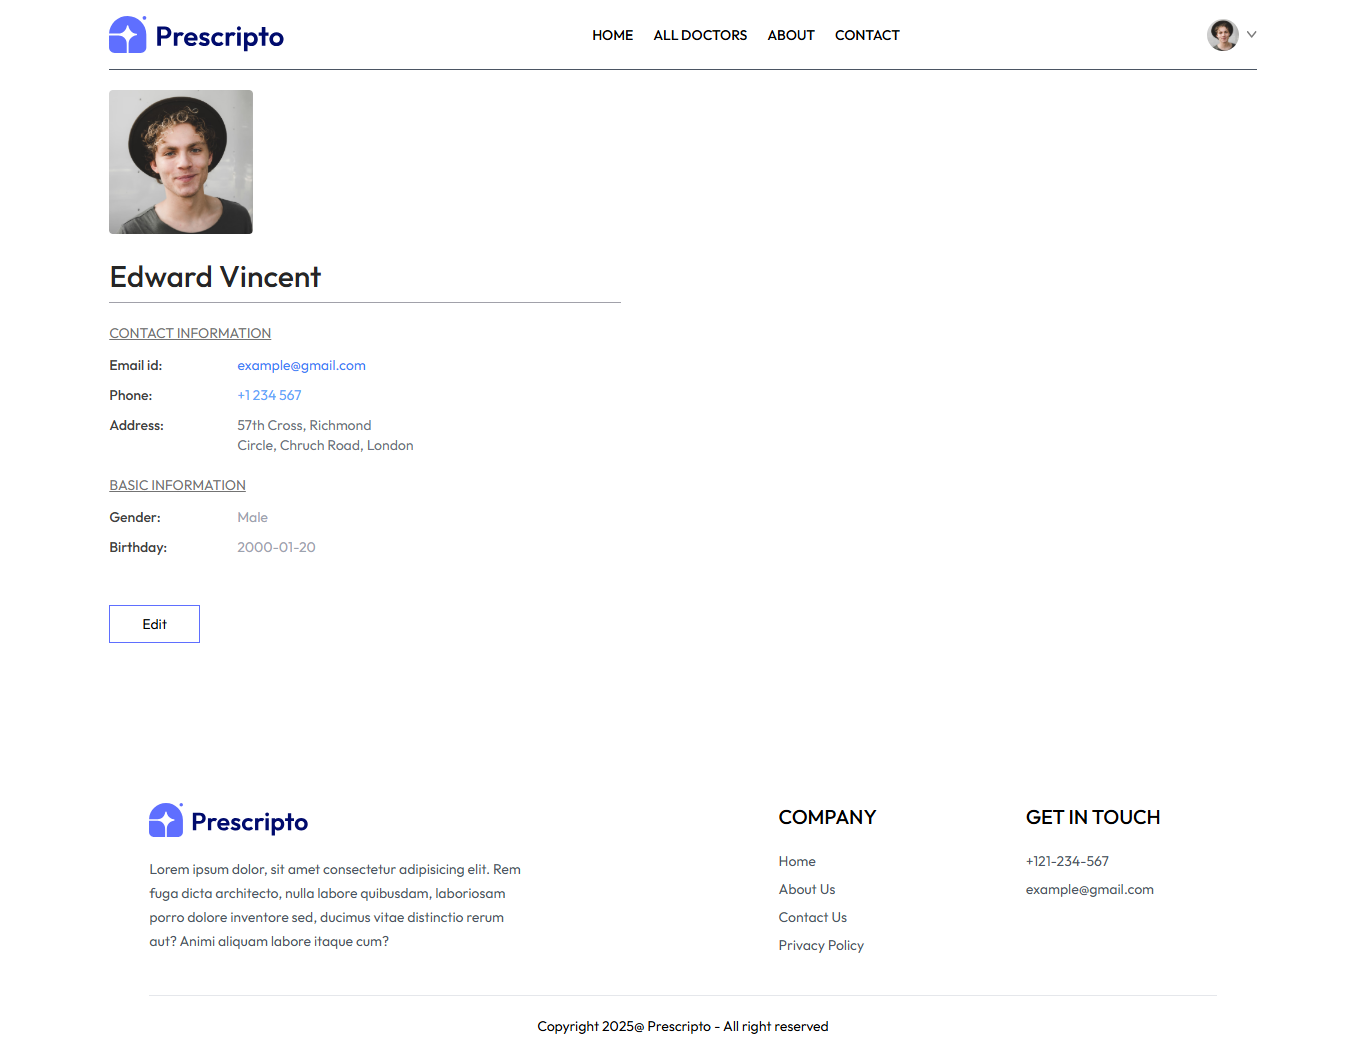 Prescripto
HOME ALL DOCTORS ABOUT CONTACT
Edward Vincent
CONTACT INFORMATION
Email id: example@gmail.com
Phone: +1 234 567
Address: 57th Cross, Richmond
Circle, Chruch Road, London
BASIC INFORMATION
Gender: Male
Birthday: 2000-01-20
Edit
Prescripto
Lorem ipsum dolor, sit amet consectetur adipisicing elit. Rem
fuga dicta architecto, nulla labore quibusdam, laboriosam
porro dolore inventore sed, ducimus vitae distinctio rerum
aut? Animi aliquam labore itaque cum?
COMPANY
Home
About Us
Contact Us
Privacy Policy
GET IN TOUCH
+121-234-567
example@gmail.com
Copyright 2025@ Prescripto - All right reserved